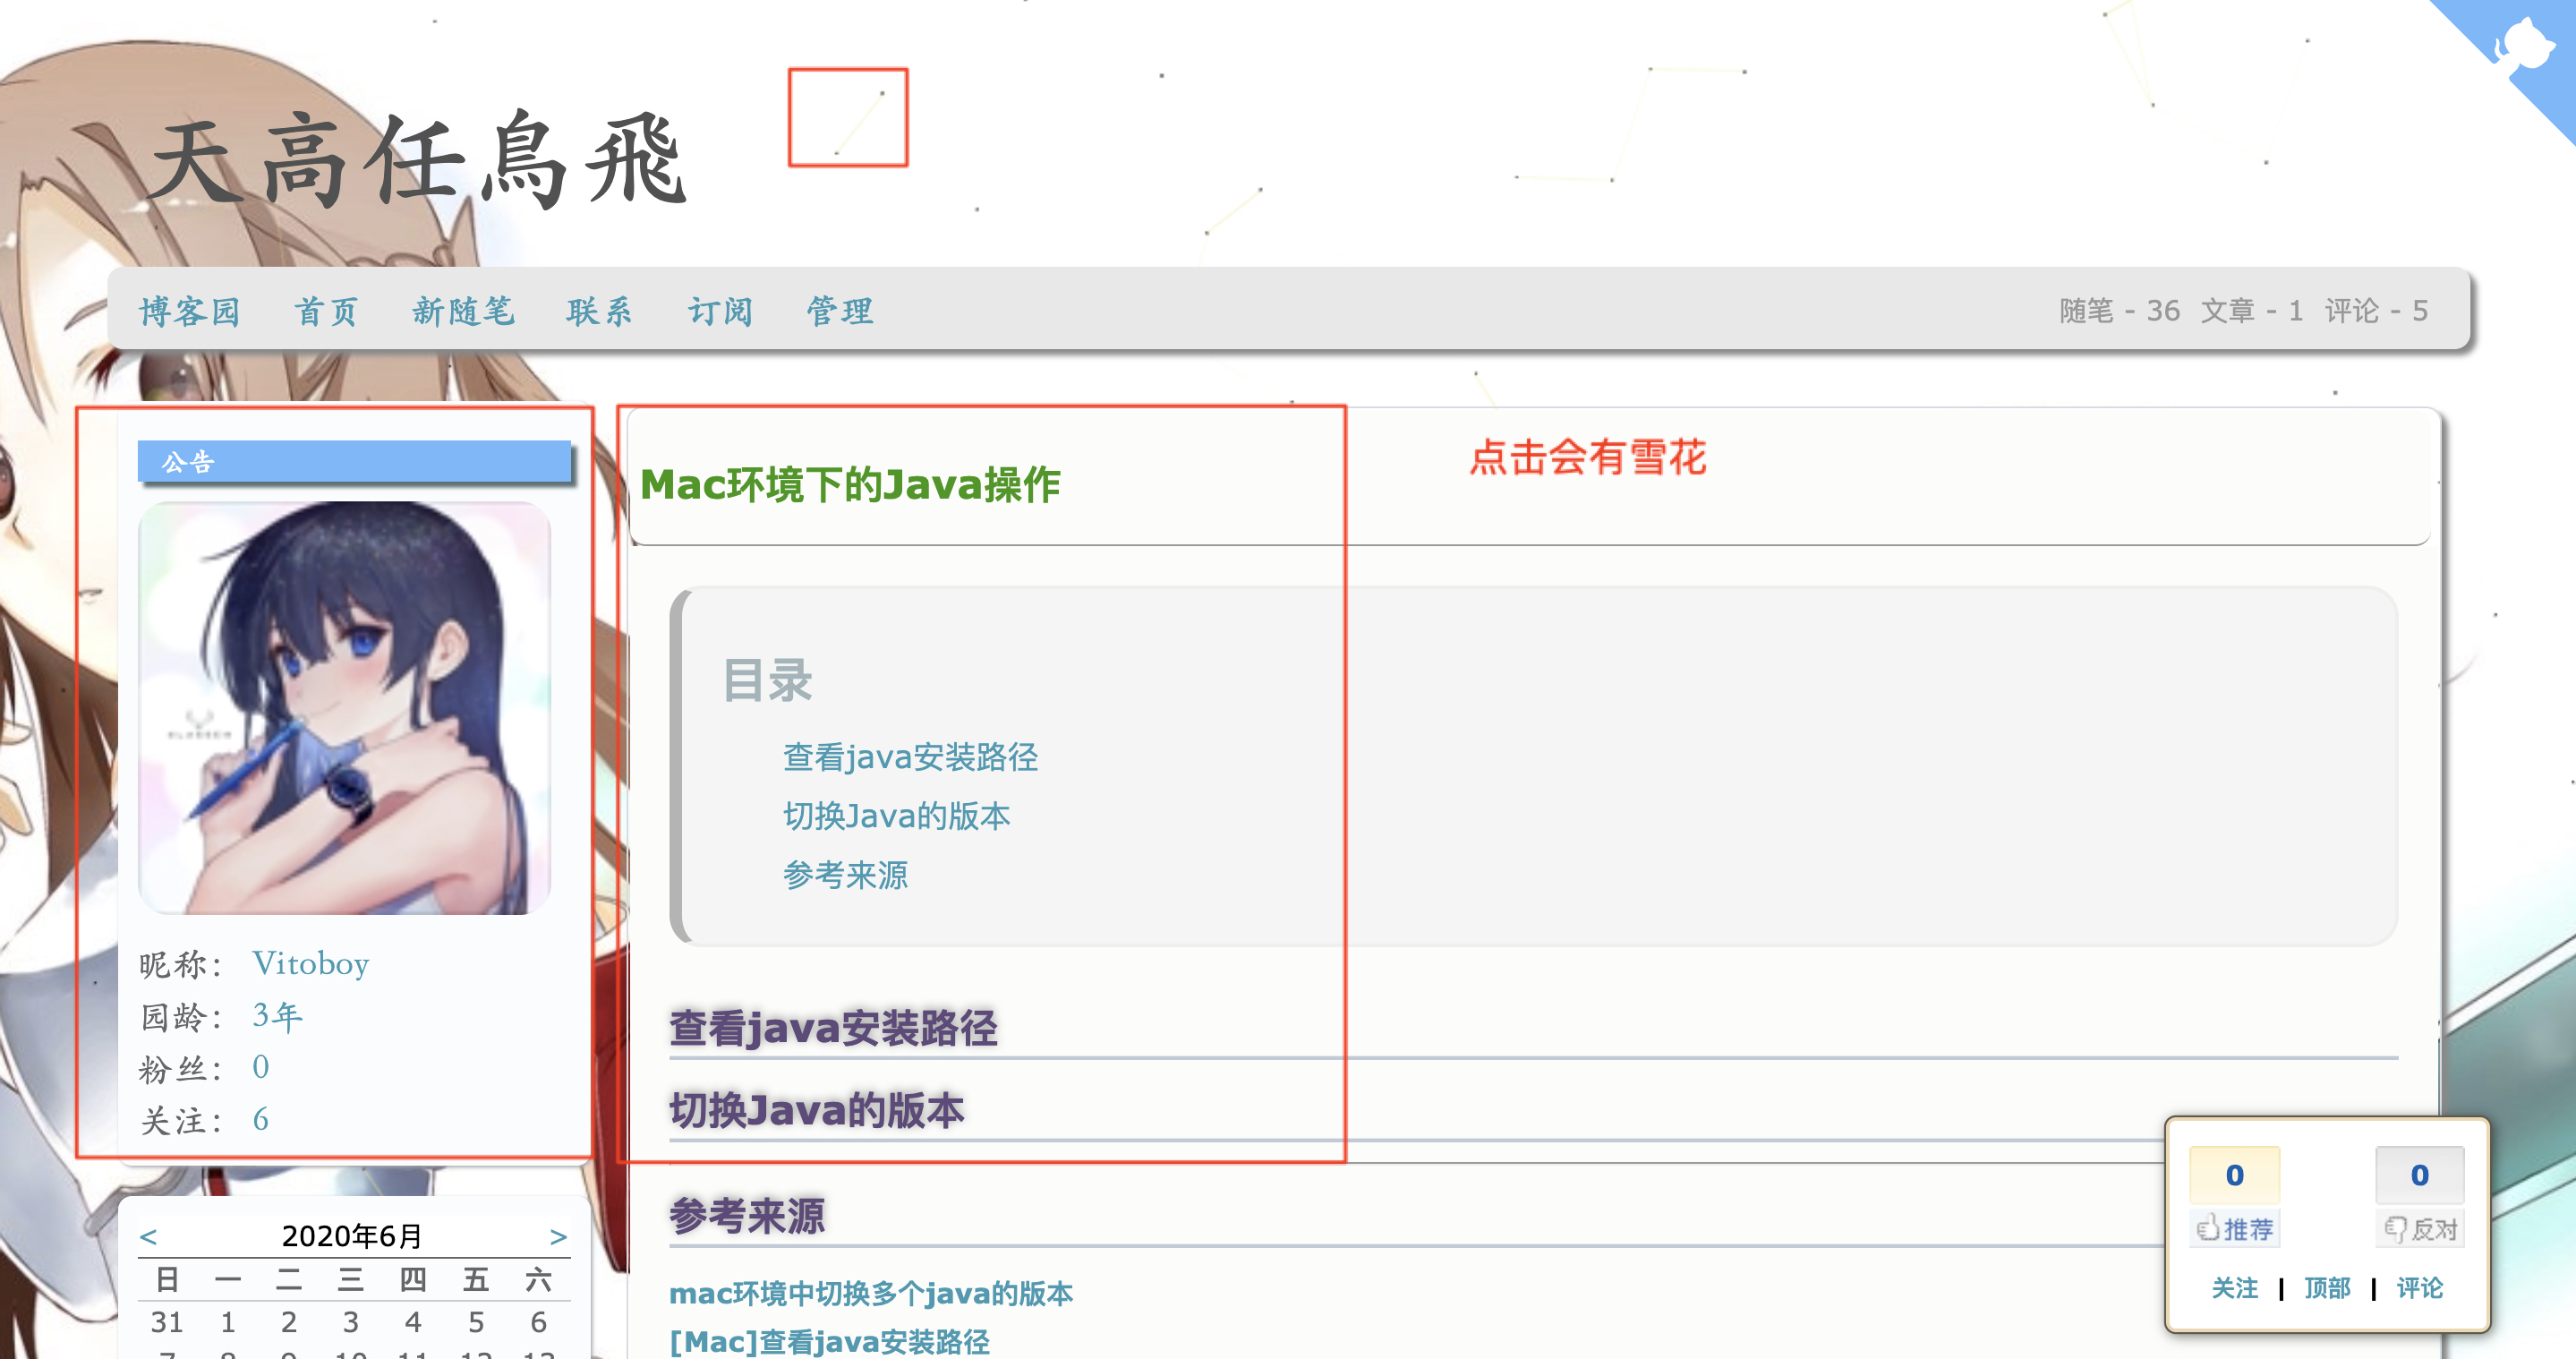 天高任鳥飛
博客园 首页 新随笔 联系 订阅 管理
随笔 - 36 文章 - 1 评论 - 5
公告
昵称： Vitoboy
园龄： 3年
粉丝： 0
关注： 6
< 2020年6月 >
日 一 二 三 四 五 六
31 1 2 3 4 5 6
7 8 9 10 11 12 13
Mac环境下的Java操作
点击会有雪花
目录
查看java安装路径
切换Java的版本
参考来源
查看java安装路径
切换Java的版本
参考来源
mac环境中切换多个java的版本
[Mac]查看java安装路径
0 0
推荐 反对
关注 | 顶部 | 评论